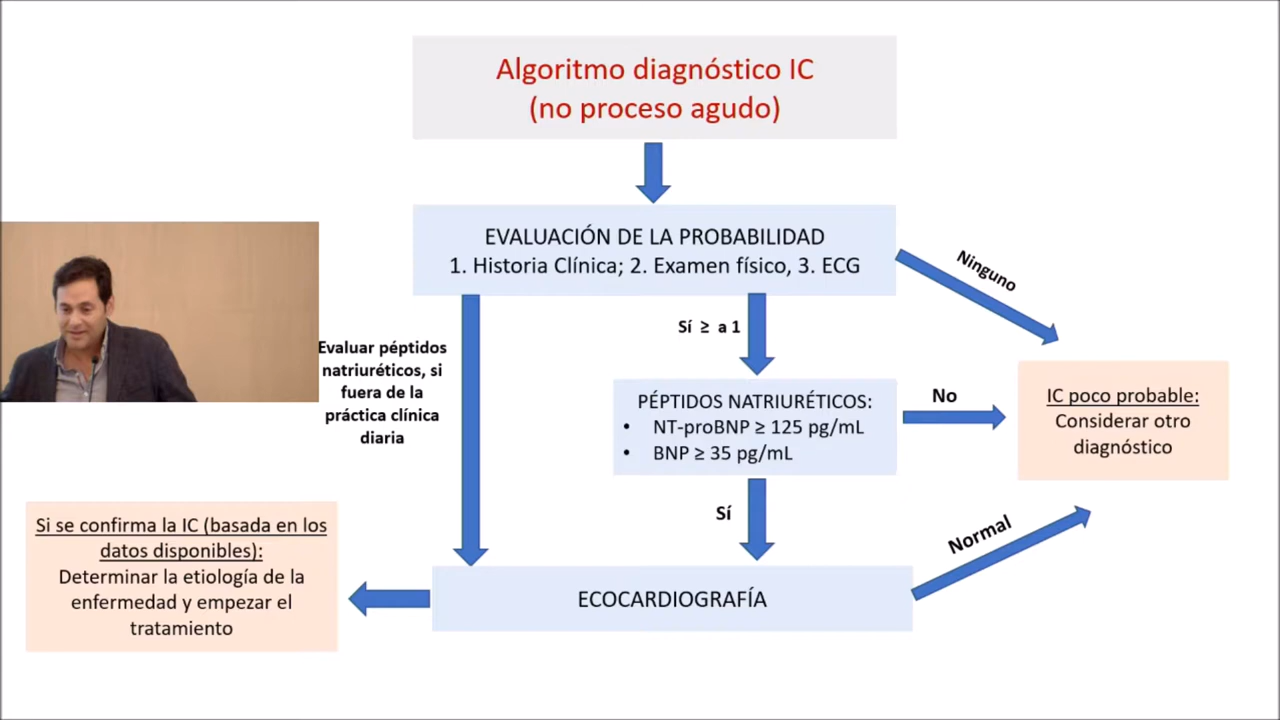 Algoritmo diagnóstico IC
(no proceso agudo)
EVALUACIÓN DE LA PROBABILIDAD
1. Historia Clínica; 2. Examen físico, 3. ECG
Ninguno
Sí ≥ a 1
Evaluar péptidos
natriuréticos, si
fuera de la
práctica clínica
diaria
PÉPTIDOS NATRIURÉTICOS:
• NT-proBNP ≥ 125 pg/mL
• BNP ≥ 35 pg/mL
No
IC poco probable:
Considerar otro
diagnóstico
Sí
Normal
Si se confirma la IC (basada en los
datos disponibles):
Determinar la etiología de la
enfermedad y empezar el
tratamiento
ECOCARDIOGRAFÍA